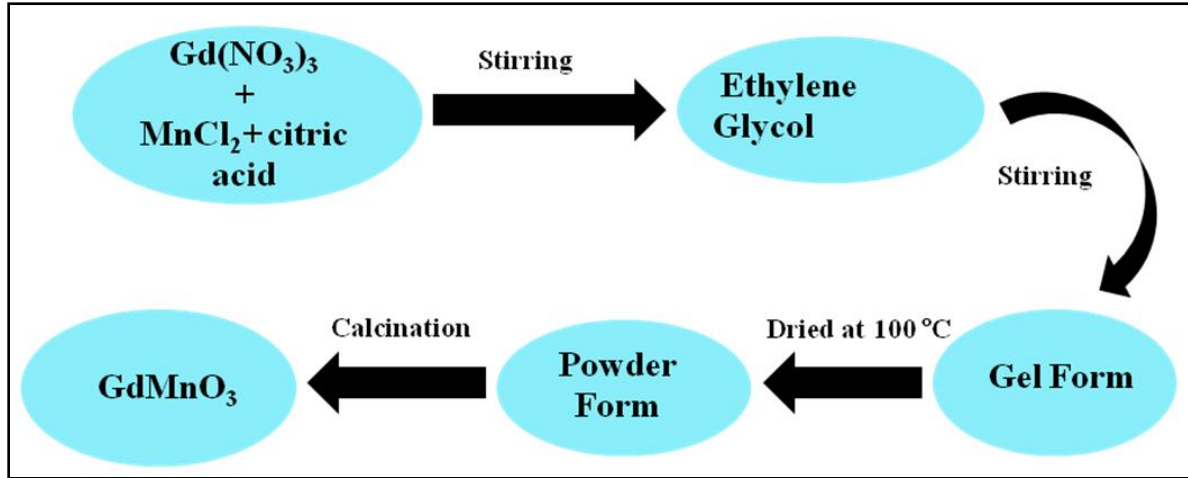 Gd(NO₃)₃
+
MnCl₂+ citric
acid
Stirring
Ethylene
Glycol
Stirring
Gel Form
Dried at 100 °C
Powder
Form
Calcination
GdMnO₃